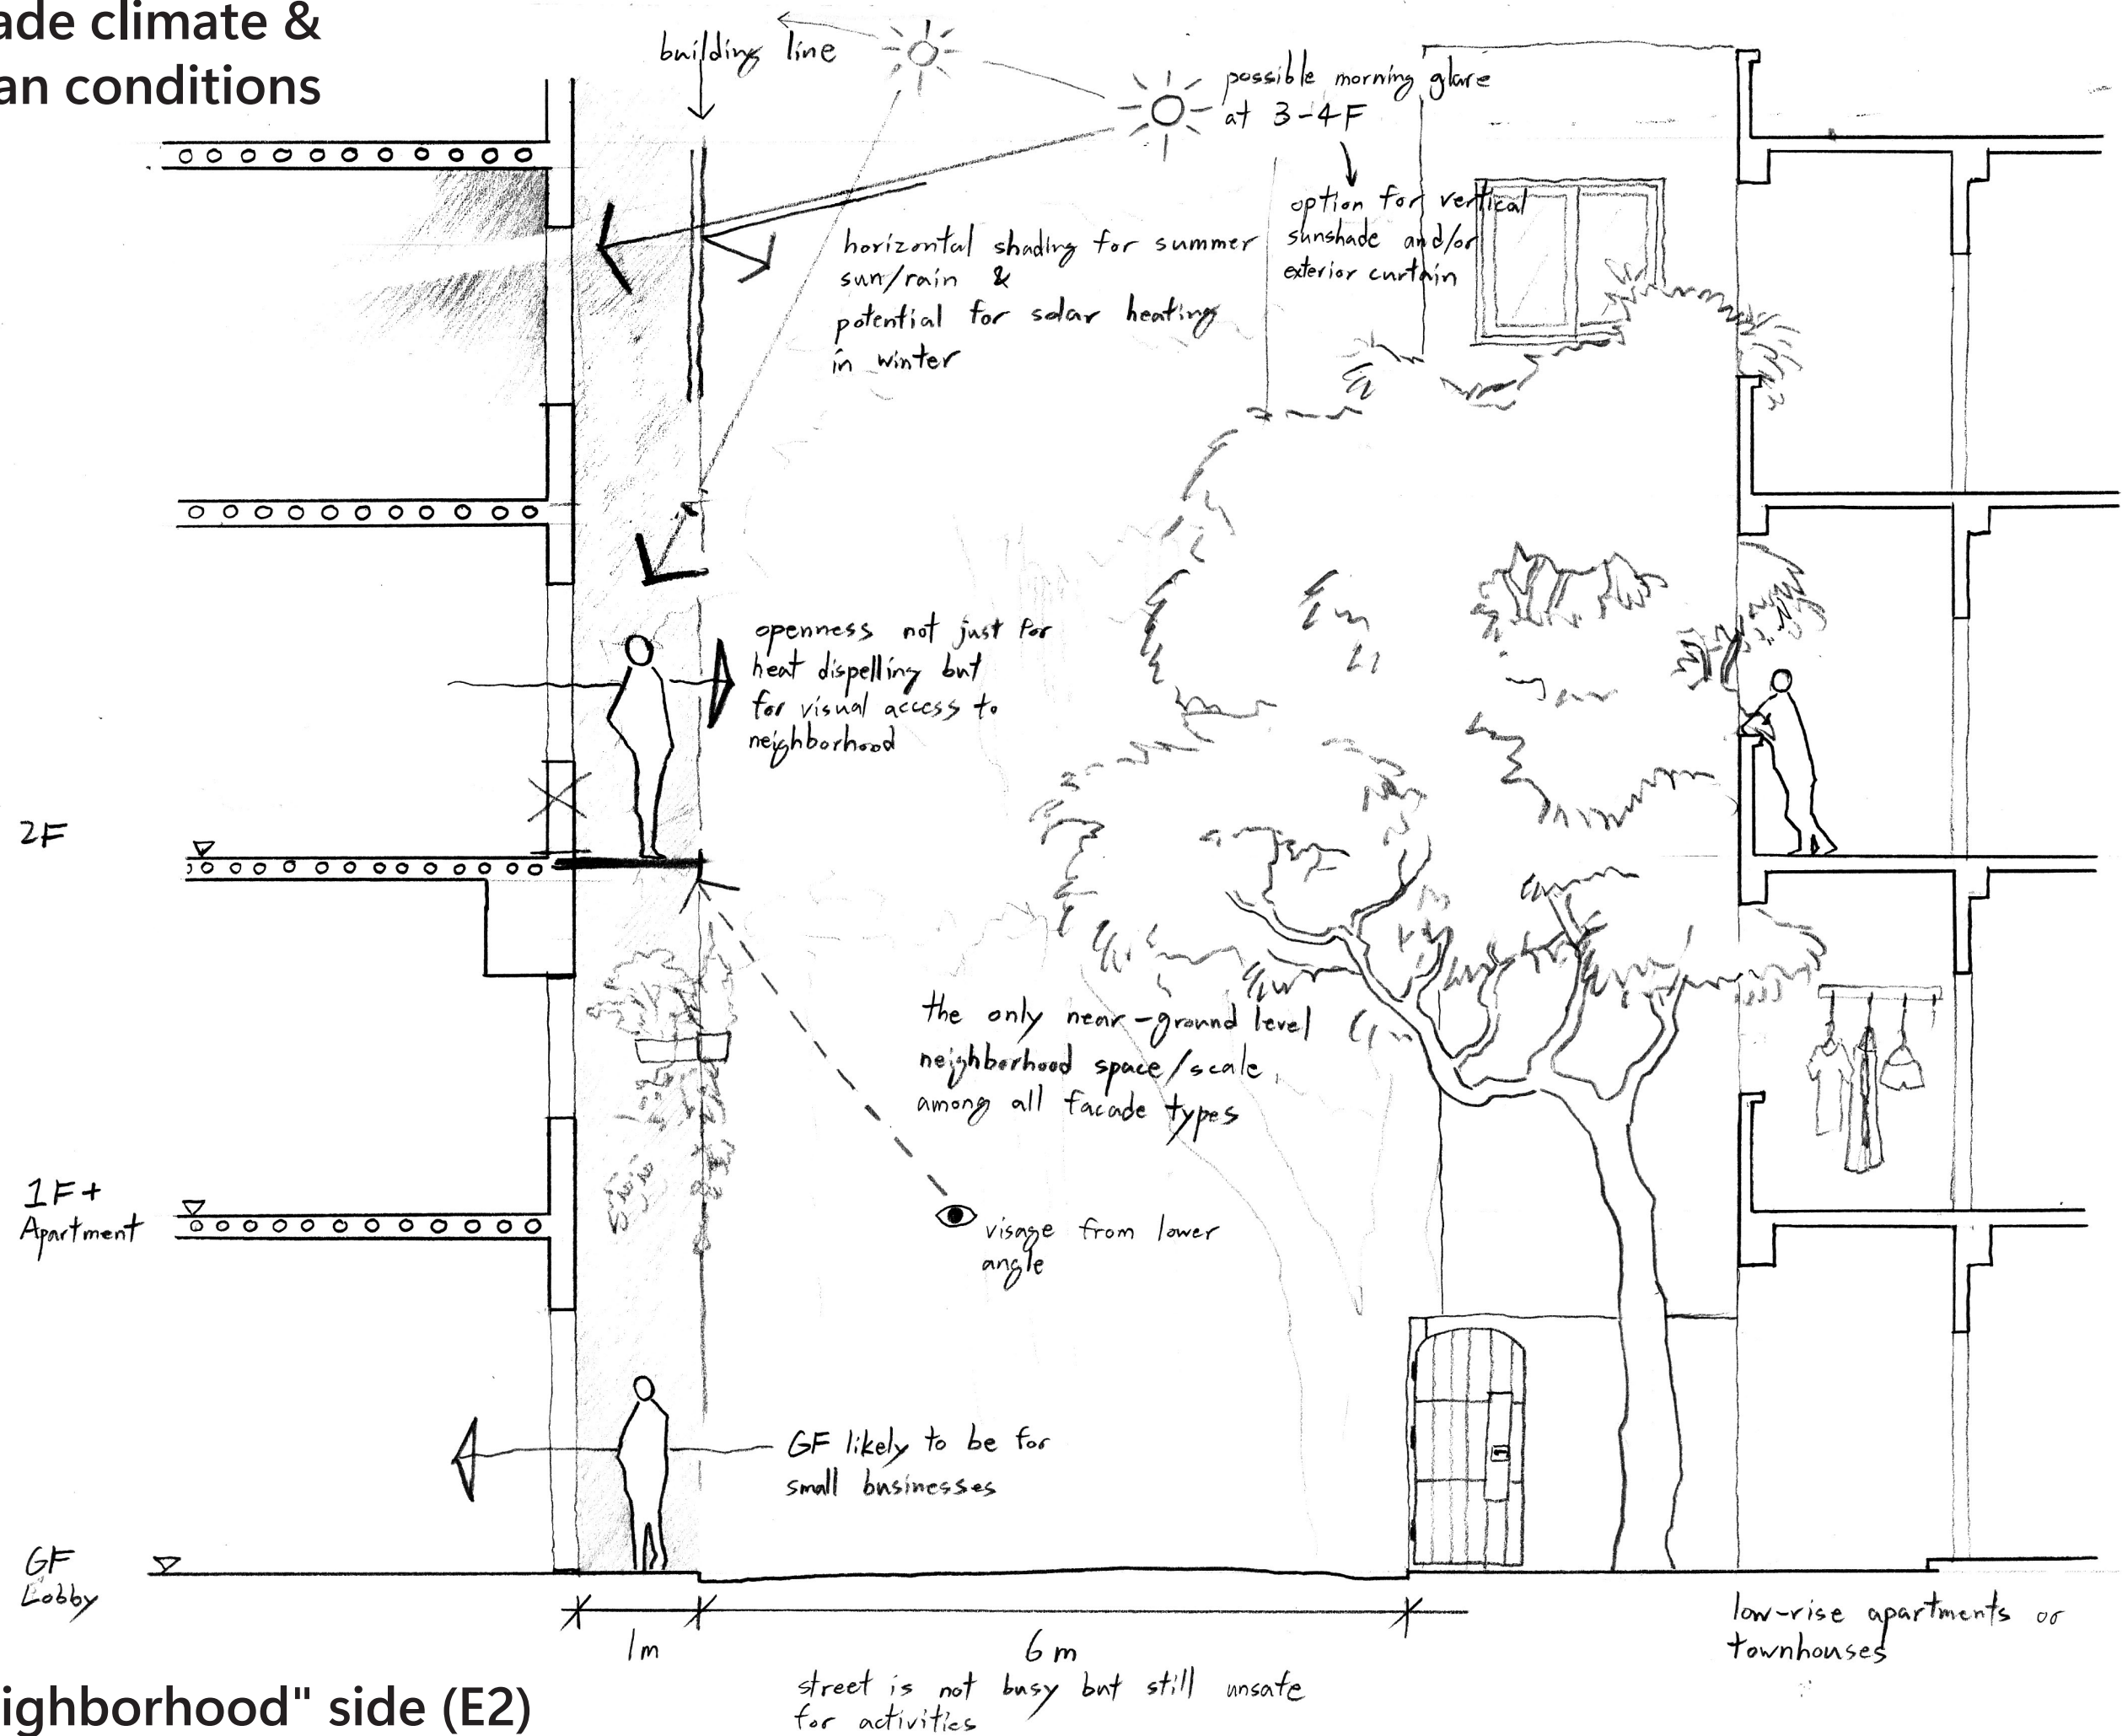 ade climate &
an conditions
building line
possible morning glare
at 3-4F
option for vertical
sunshade and/or
exterior curtain
horizontal shading for summer
sun/rain &
potential for solar heating
in winter
openness not just for
heat dispelling but
for visual access to
neighborhood
2F
the only near-ground level
neighborhood space/scale
among all facade types
1F+
Apartment
visage from lower
angle
GF likely to be for
small businesses
GF
Lobby
1m
6m
street is not busy but still unsafe
for activities
low-rise apartments or
townhouses
ighborhood" side (E2)